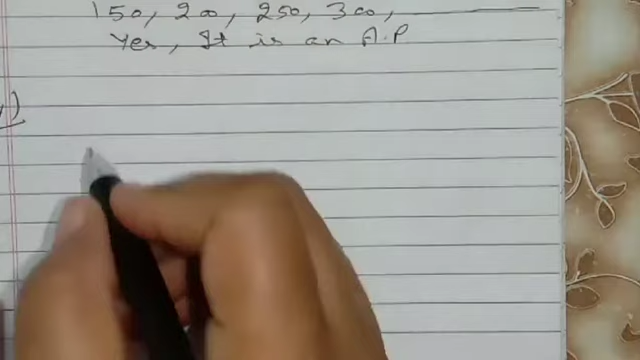 150, 200, 250, 300,
Yes, It is an A.P